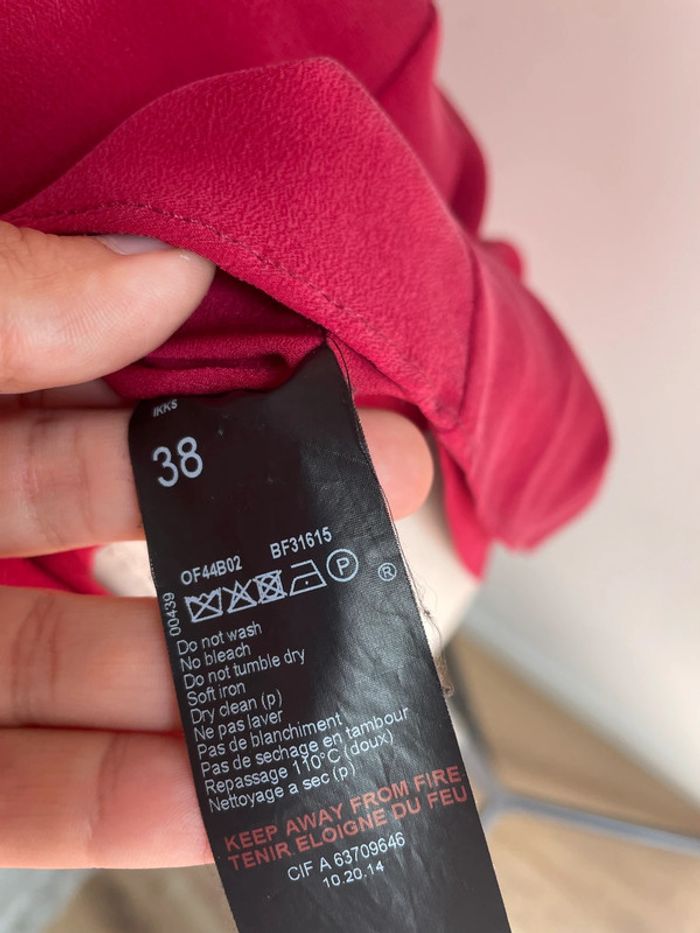 IKKS
38
OF44B02 BF31615
P ®
00439
Do not wash
No bleach
Do not tumble dry
Soft iron
Dry clean (p)
Ne pas laver
Pas de blanchiment
Pas de sechage en tambour
Repassage 110°C (doux)
Nettoyage a sec (p)
KEEP AWAY FROM FIRE
TENIR ELOIGNE DU FEU
CIF A 63709646
10.20.14